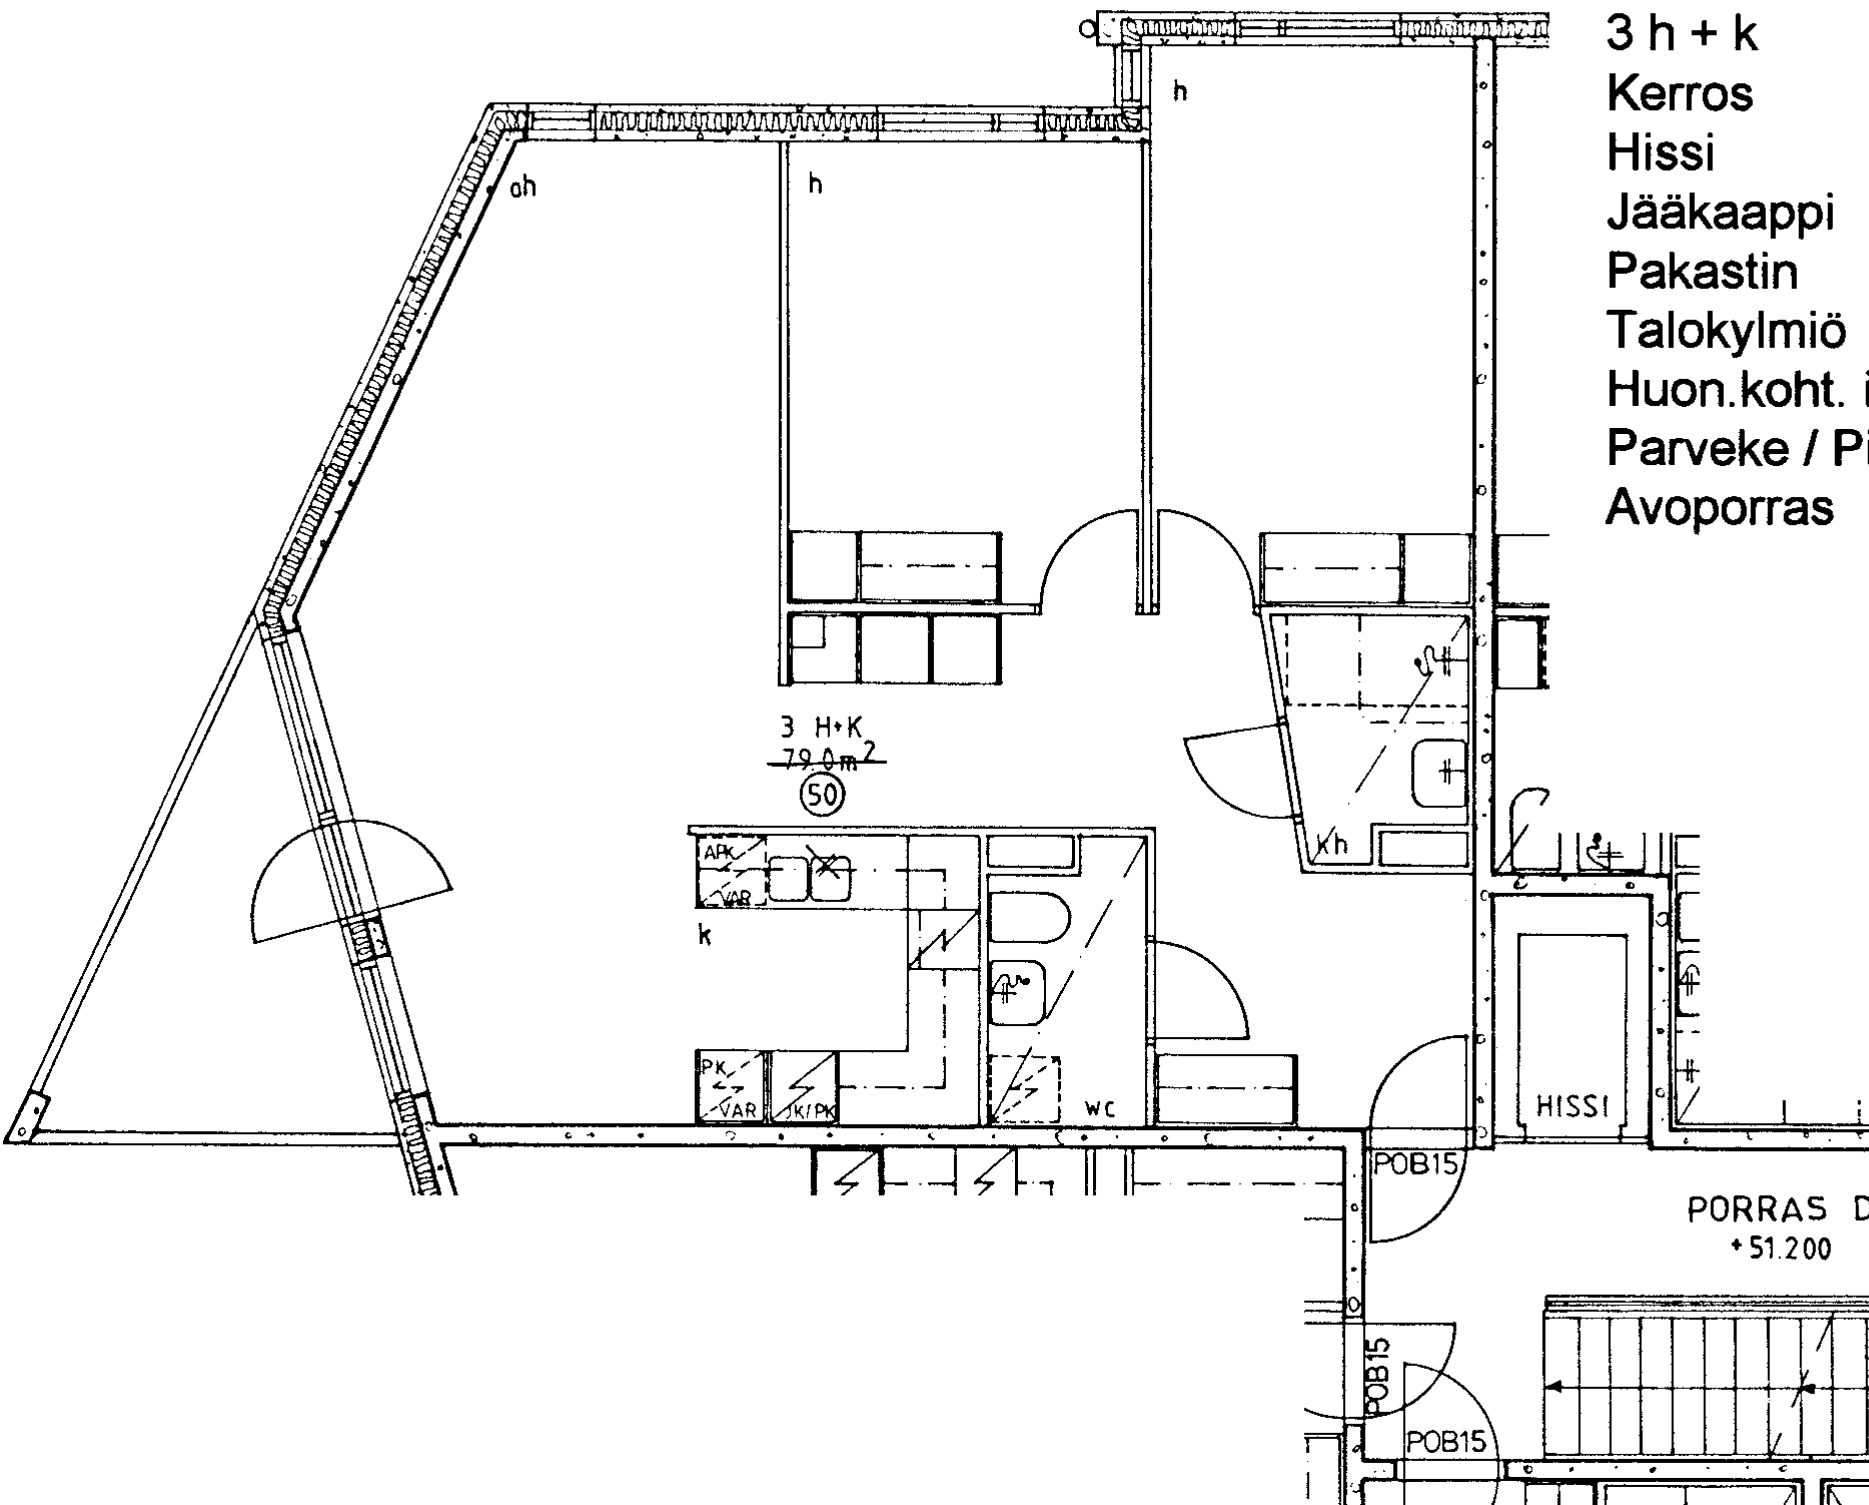 3 h + k
Kerros
Hissi
Jääkaappi
Pakastin
Talokylmiö
Huon.koht. i
Parveke / Pi
Avoporras
h
oh
h
3 H+K
79.0m²
50
kh
APK
VAR
k
PK
VAR
JK/PK
WC
HISSI
POB15
PORRAS D
+51.200
POB15
POB15